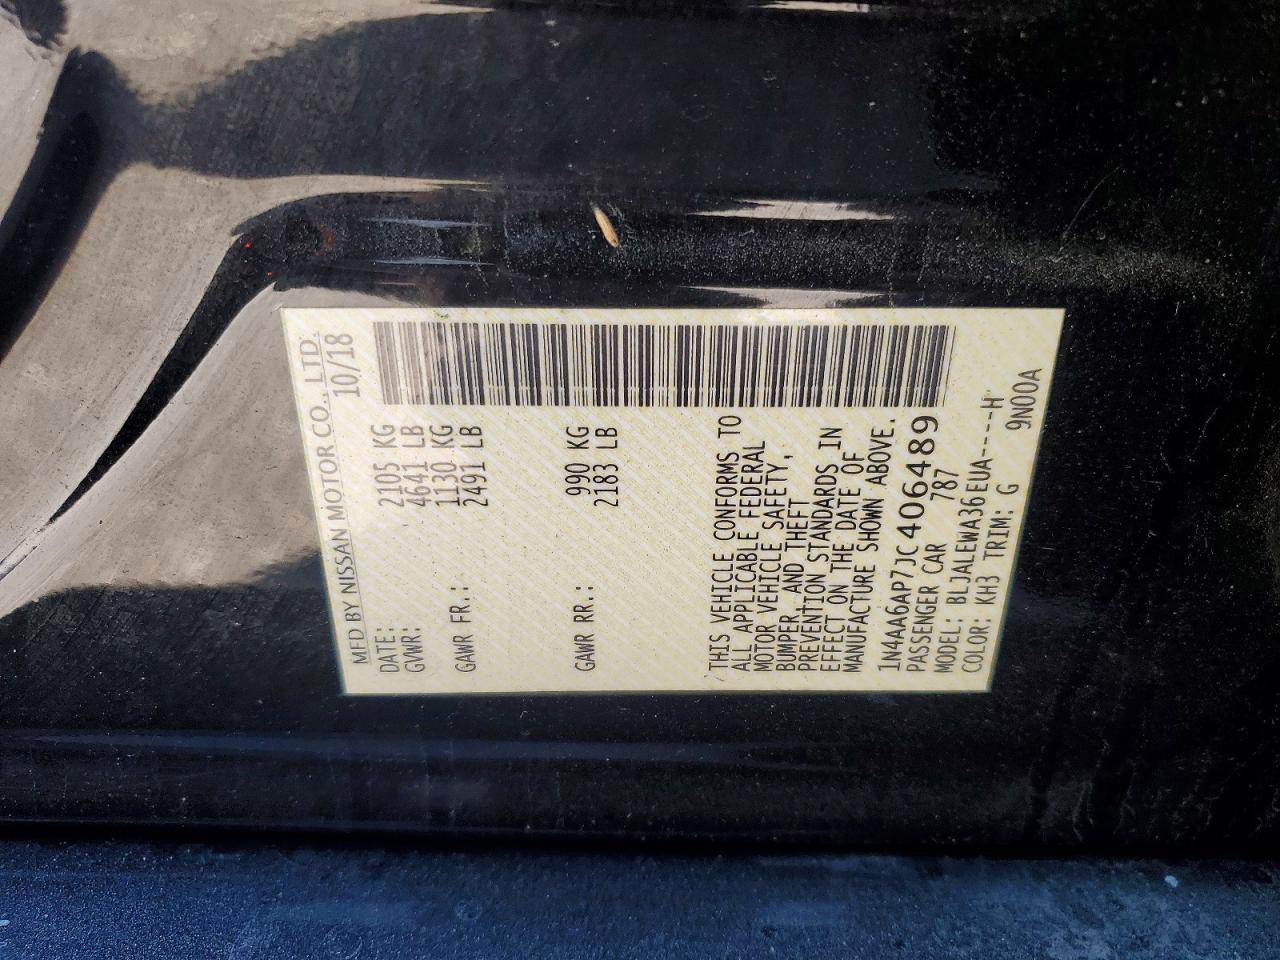 MFD BY NISSAN MOTOR CO., LTD.
DATE: 10/18
GVWR: 2105 KG
4641 LB
GAWR FR.: 1130 KG
2491 LB
GAWR RR.: 990 KG
2183 LB
THIS VEHICLE CONFORMS TO
ALL APPLICABLE FEDERAL
MOTOR VEHICLE SAFETY,
BUMPER, AND THEFT
PREVENTION STANDARDS IN
EFFECT ON THE DATE OF
MANUFACTURE SHOWN ABOVE.
1N4AA6AP7JC406489
PASSENGER CAR 787
MODEL: BLJALEWA36EUA----H
COLOR: KH3 TRIM: G
9N00A